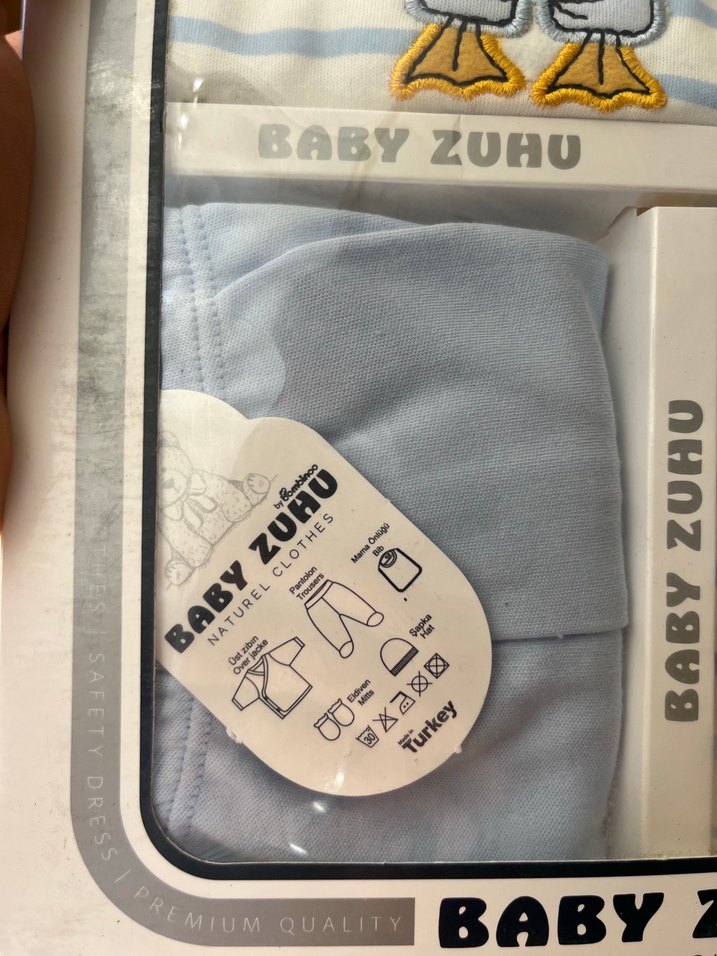 BABY ZUHU
BABY ZUHU
by bambinoo
BABY ZUHU
NATUREL CLOTHES
Mama Önlüğü
Bib
Pantolon
Trousers
Üst zıbın
Over jacke
Şapka
Hat
Eldiven
Mitts
30
Made in
Turkey
SAFETY DRESS | PREMIUM QUALITY
BABY